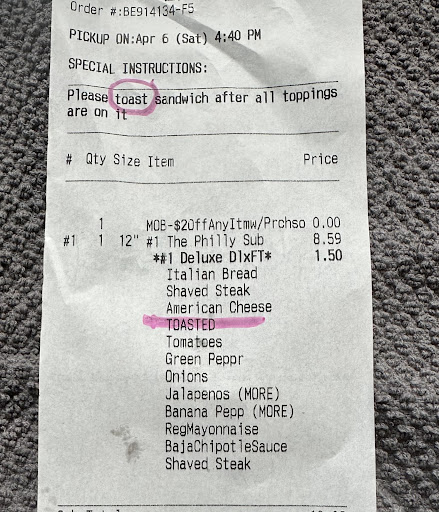 Order #:BE914134-F5
PICKUP ON:Apr 6 (Sat) 4:40 PM
SPECIAL INSTRUCTIONS:
Please toast sandwich after all toppings
are on it
# Qty Size Item Price
1 MOB-$2OffAnyItmw/Prchso 0.00
#1 1 12" #1 The Philly Sub 8.59
*#1 Deluxe DlxFT* 1.50
Italian Bread
Shaved Steak
American Cheese
TOASTED
Tomatoes
Green Peppr
Onions
Jalapenos (MORE)
Banana Pepp (MORE)
RegMayonnaise
BajaChipotleSauce
Shaved Steak